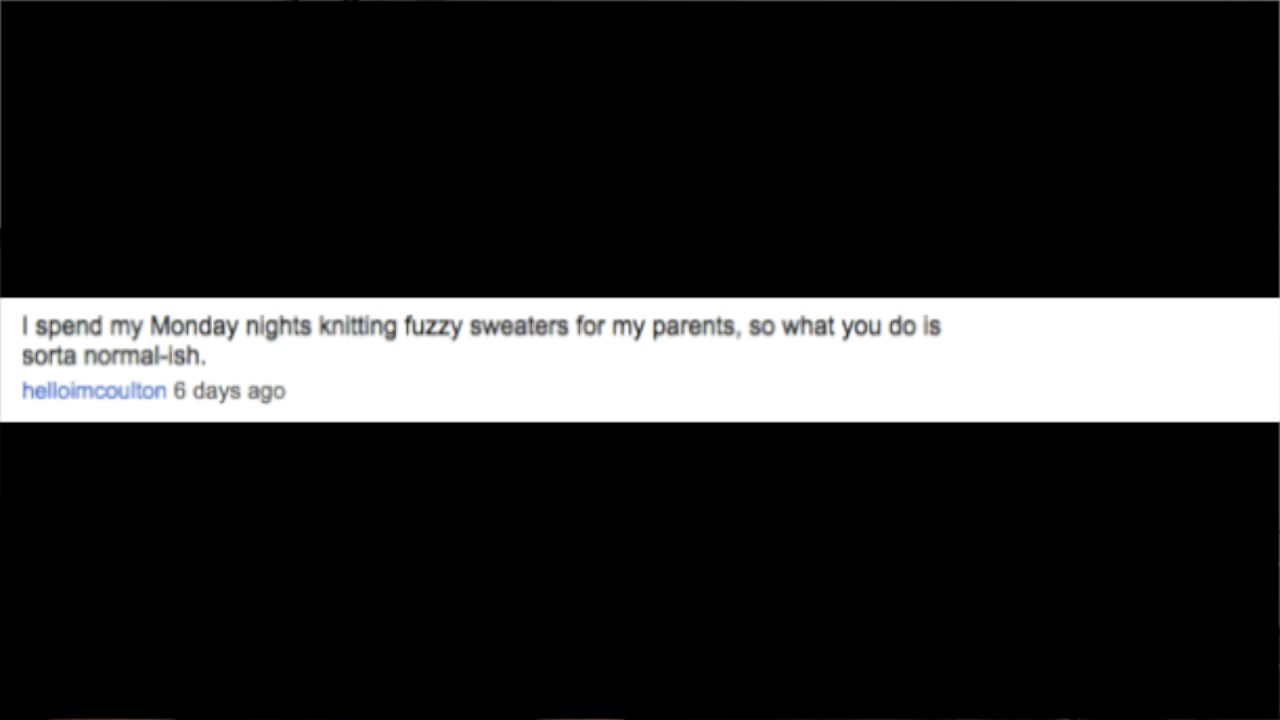 I spend my Monday nights knitting fuzzy sweaters for my parents, so what you do is
sorta normal-ish.
helloimcoulton 6 days ago